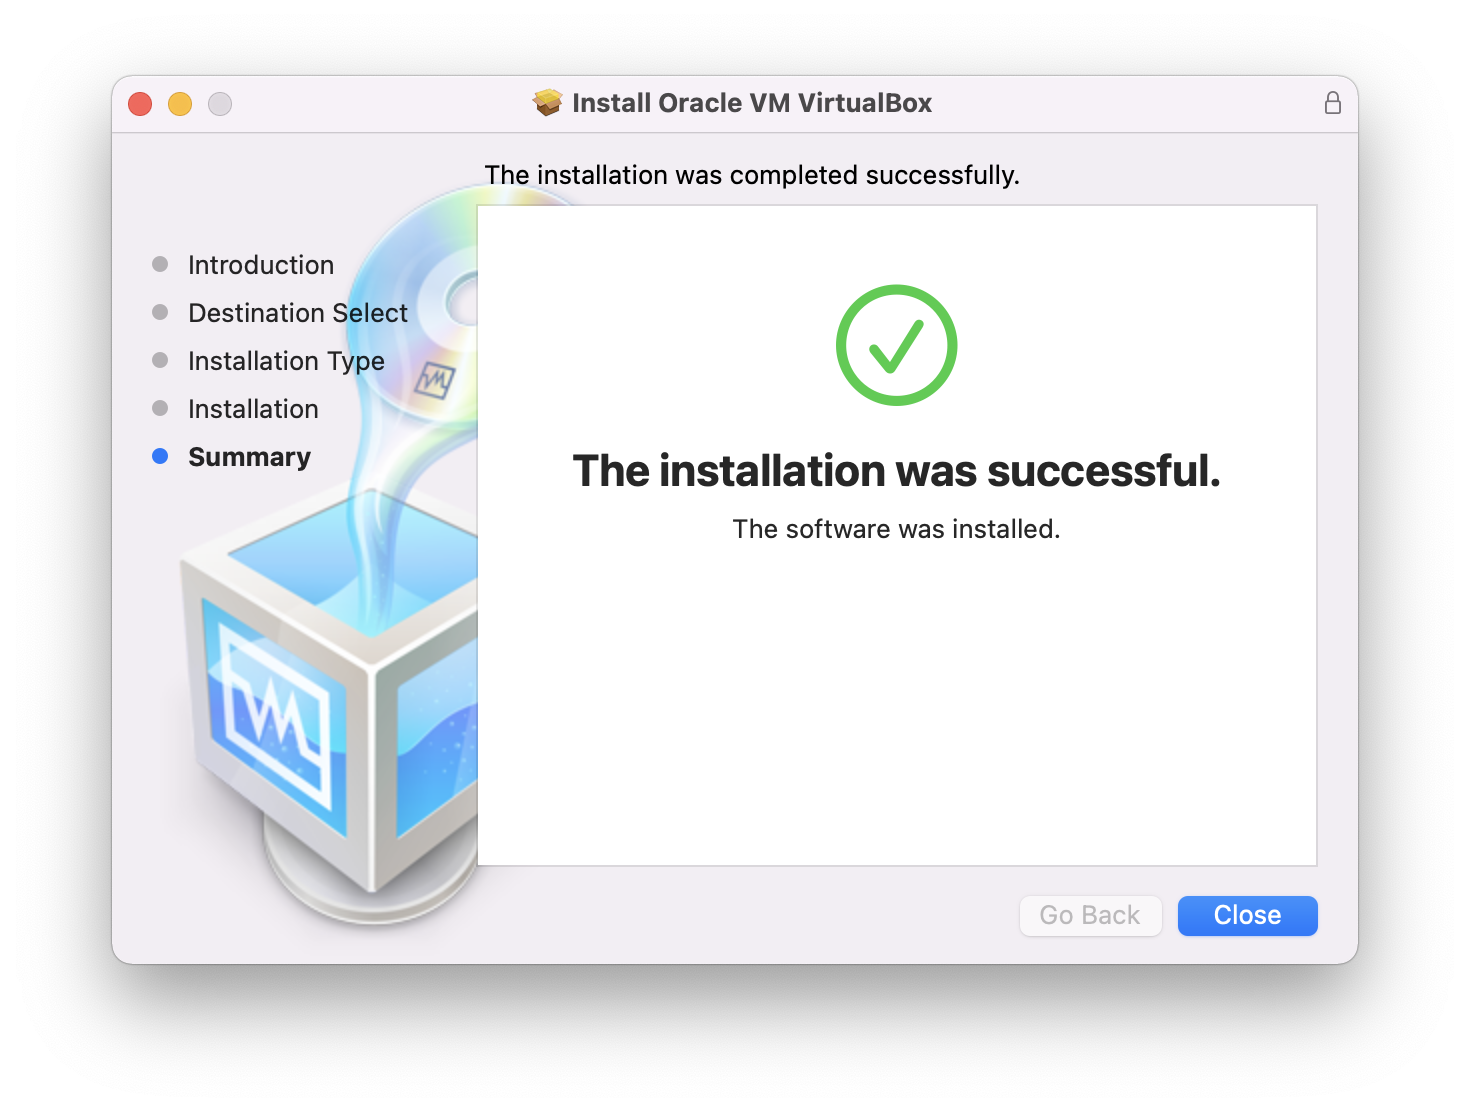 Install Oracle VM VirtualBox
The installation was completed successfully.
Introduction
Destination Select
Installation Type
Installation
Summary
The installation was successful.
The software was installed.
Go Back
Close